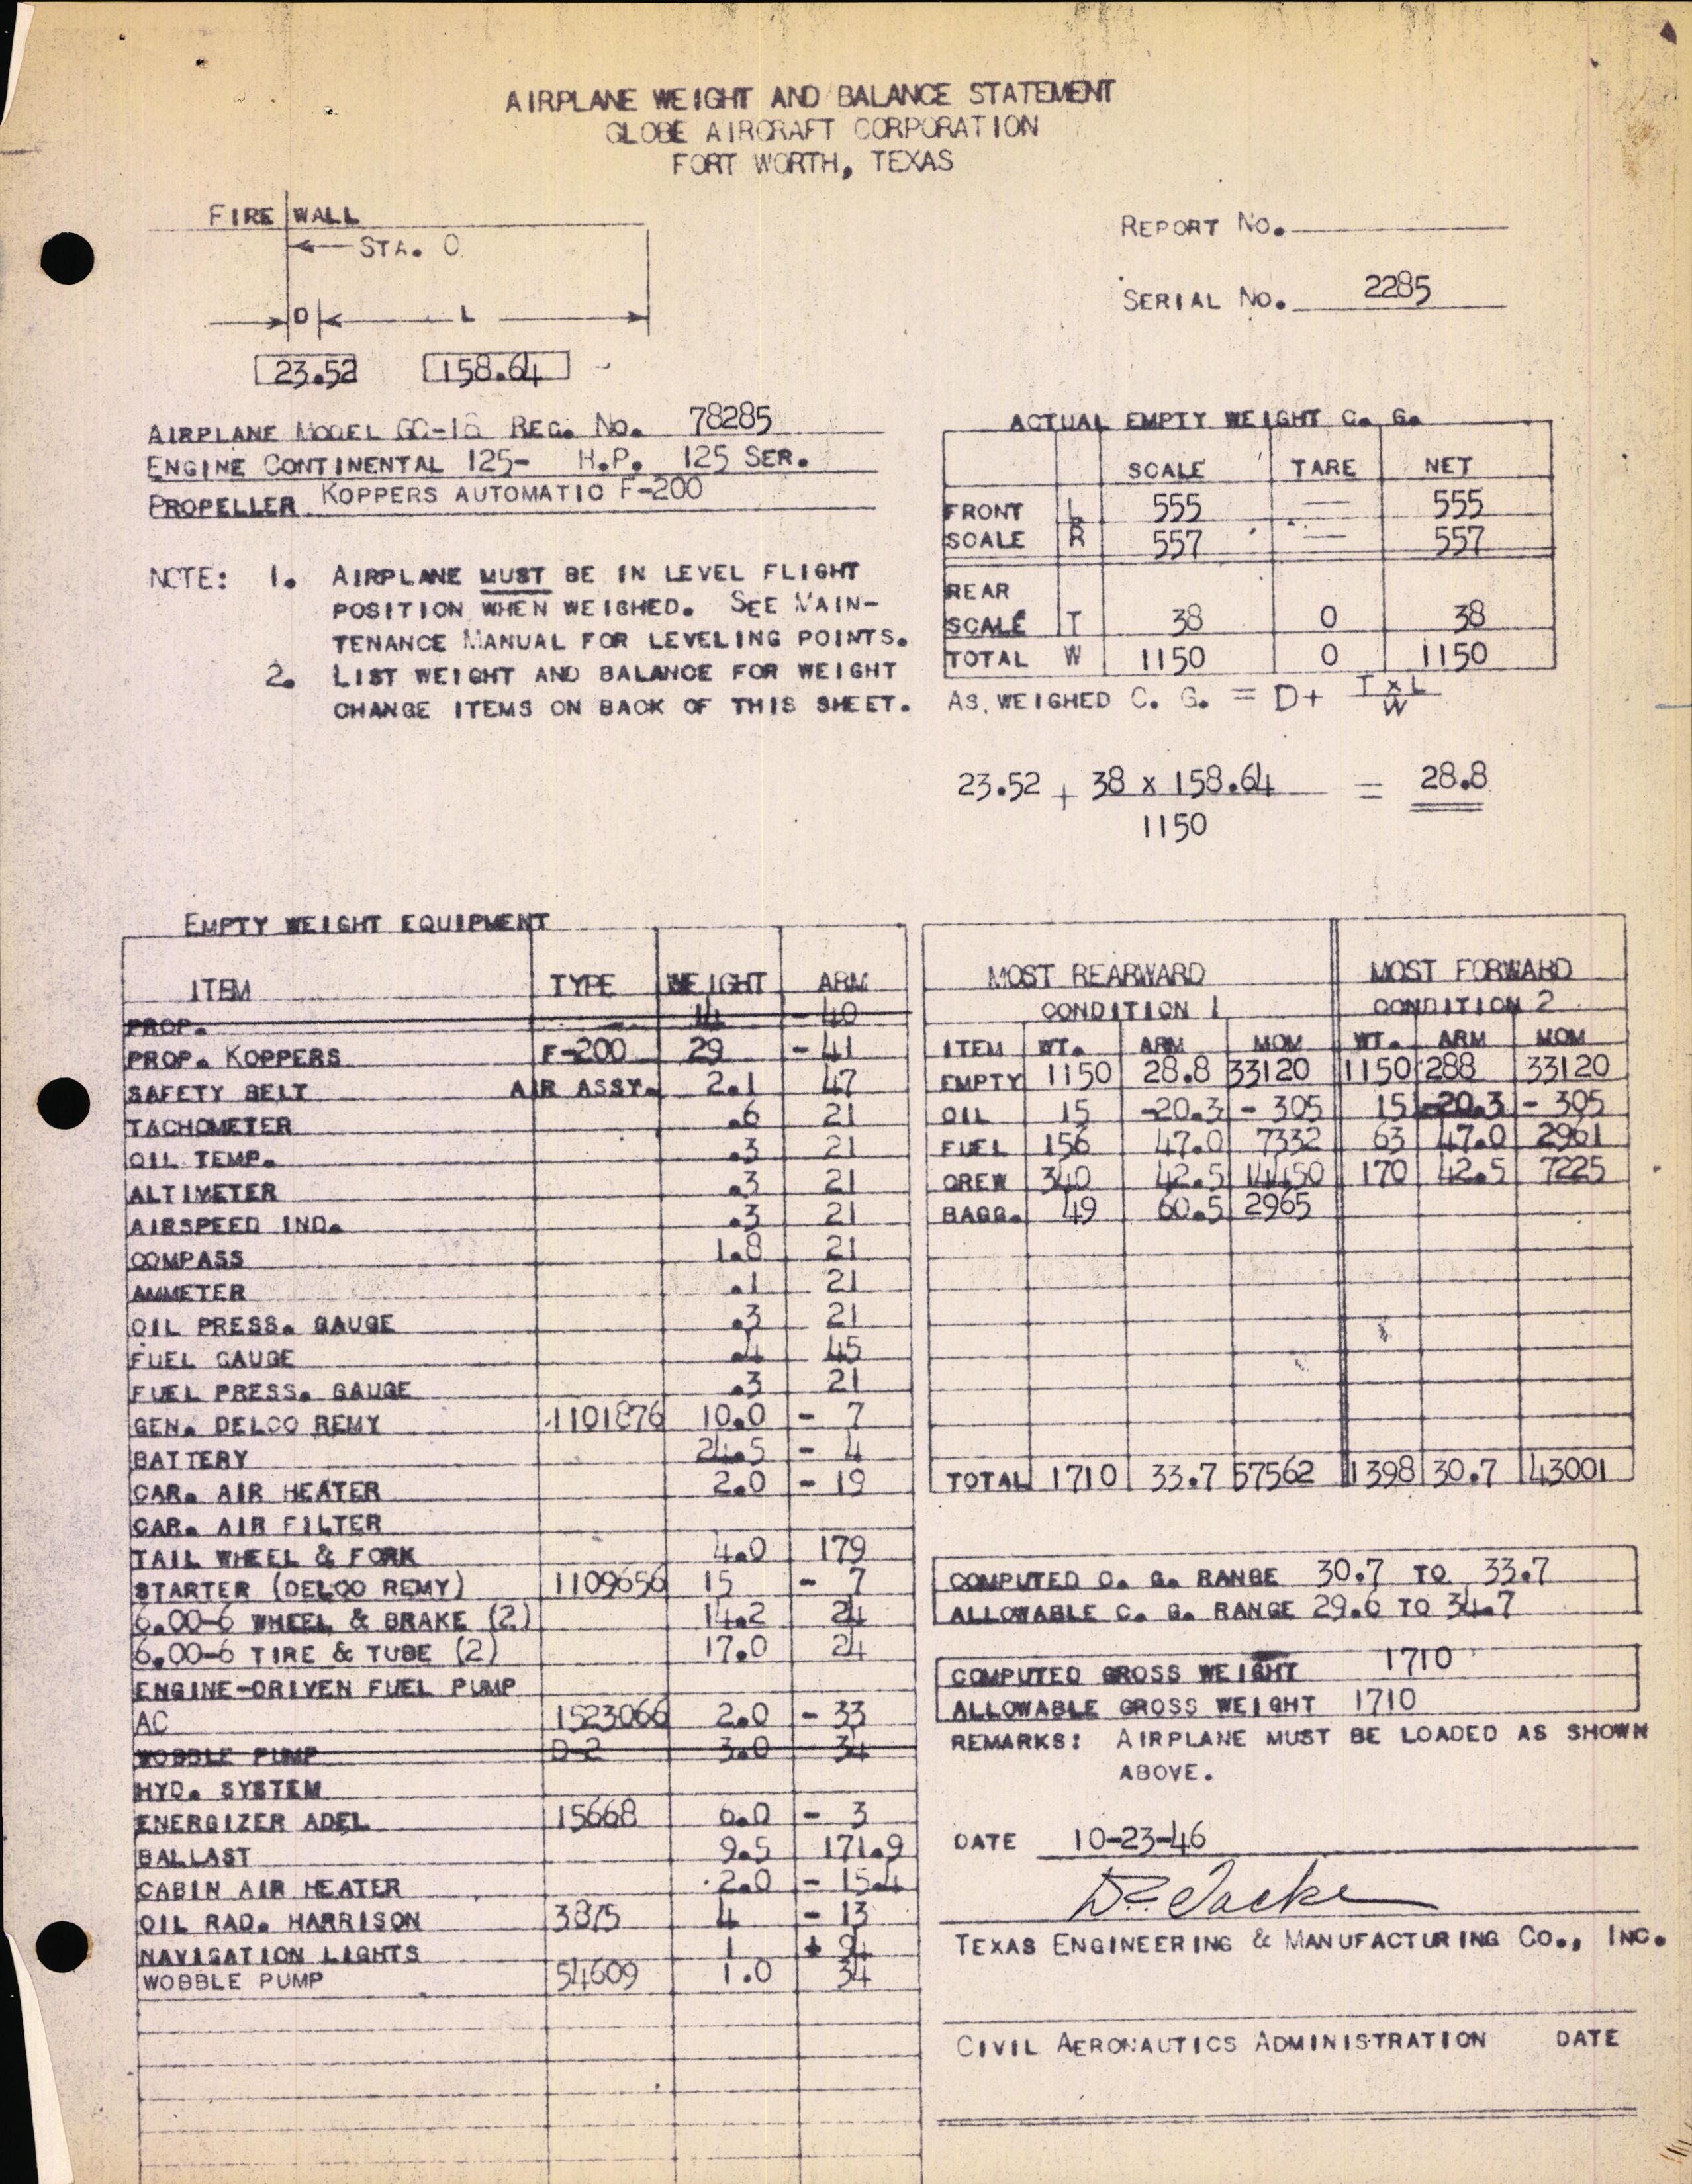 AIRPLANE WEIGHT AND BALANCE STATEMENT
GLOBE AIRCRAFT CORPORATION
FORT WORTH, TEXAS
FIRE WALL
STA. 0
D L
23.52 158.64
REPORT NO.
SERIAL NO. 2285
AIRPLANE MODEL GC-1B REG. NO. 78285
ENGINE CONTINENTAL 125- H.P. 125 SER.
PROPELLER KOPPERS AUTOMATIC F-200
NOTE: 1. AIRPLANE MUST BE IN LEVEL FLIGHT
POSITION WHEN WEIGHED. SEE MAIN-
TENANCE MANUAL FOR LEVELING POINTS.
2. LIST WEIGHT AND BALANCE FOR WEIGHT
CHANGE ITEMS ON BACK OF THIS SHEET.
ACTUAL EMPTY WEIGHT C. G.
SCALE TARE NET
FRONT L 555 — 555
SCALE R 557 — 557
REAR
SCALE T 38 0 38
TOTAL W 1150 0 1150
AS WEIGHED C. G. = D+ T x L
W
23.52 + 38 x 158.64 = 28.8
1150
EMPTY WEIGHT EQUIPMENT
ITEM TYPE WEIGHT ARM
PROP. 14 - 40
PROP. KOPPERS F-200 29 - 41
SAFETY BELT AIR ASSY. 2.1 47
TACHOMETER .6 21
OIL TEMP. .3 21
ALTIMETER .3 21
AIRSPEED IND. .3 21
COMPASS 1.8 21
AMMETER .1 21
OIL PRESS. GAUGE .3 21
FUEL GAUGE .4 45
FUEL PRESS. GAUGE .3 21
GEN. DELCO REMY 1101876 10.0 - 7
BATTERY 24.5 - 4
CAR. AIR HEATER 2.0 - 19
CAR. AIR FILTER
TAIL WHEEL & FORK 4.0 179
STARTER (DELCO REMY) 1109656 15 - 7
6.00-6 WHEEL & BRAKE (2) 14.2 24
6.00-6 TIRE & TUBE (2) 17.0 24
ENGINE-DRIVEN FUEL PUMP
AC 1523066 2.0 - 33
WOBBLE PUMP D-2 3.0 34
HYD. SYSTEM
ENERGIZER ADEL 15668 6.0 - 3
BALLAST 9.5 171.9
CABIN AIR HEATER 2.0 - 15.4
OIL RAD. HARRISON 3875 4 - 13
NAVIGATION LIGHTS 1 + 94
WOBBLE PUMP 54609 1.0 34
MOST REARWARD MOST FORWARD
CONDITION 1 CONDITION 2
ITEM WT. ARM MOM WT. ARM MOM
EMPTY 1150 28.8 33120 1150 288 33120
OIL 15 -20.3 - 305 15 -20.3 - 305
FUEL 156 47.0 7332 63 47.0 2961
CREW 340 42.5 14450 170 42.5 7225
BAGG. 49 60.5 2965
TOTAL 1710 33.7 57562 1398 30.7 43001
COMPUTED C. G. RANGE 30.7 TO 33.7
ALLOWABLE C. G. RANGE 29.6 TO 34.7
COMPUTED GROSS WEIGHT 1710
ALLOWABLE GROSS WEIGHT 1710
REMARKS: AIRPLANE MUST BE LOADED AS SHOWN
ABOVE.
DATE 10-23-46
TEXAS ENGINEERING & MANUFACTURING CO., INC.
CIVIL AERONAUTICS ADMINISTRATION DATE